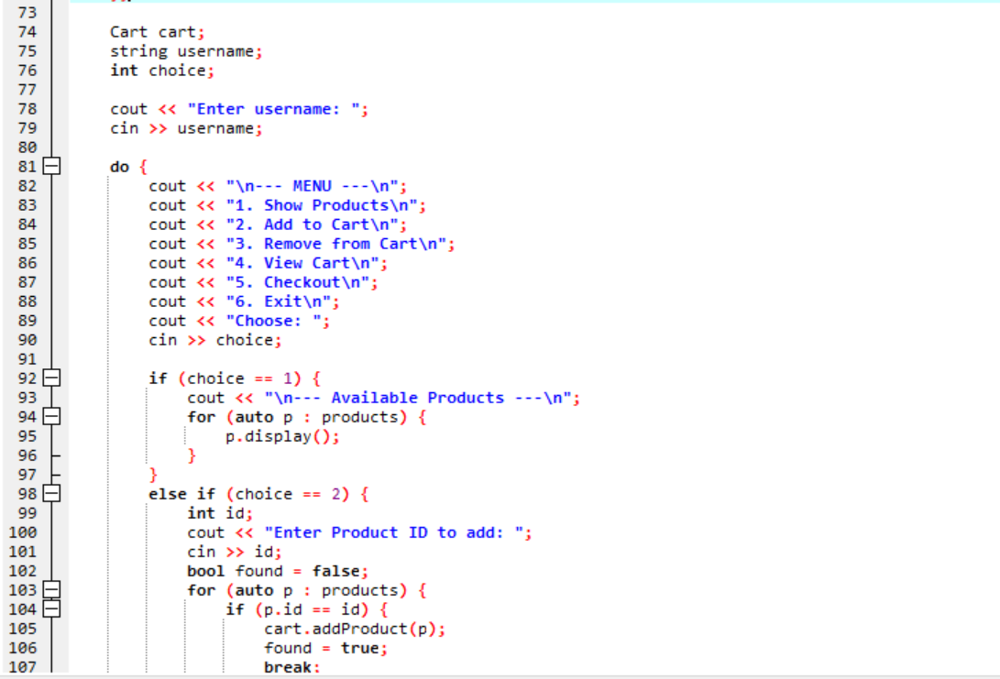 73
74 Cart cart;
75 string username;
76 int choice;
77
78 cout << "Enter username: ";
79 cin >> username;
80
81 do {
82 cout << "\n--- MENU ---\n";
83 cout << "1. Show Products\n";
84 cout << "2. Add to Cart\n";
85 cout << "3. Remove from Cart\n";
86 cout << "4. View Cart\n";
87 cout << "5. Checkout\n";
88 cout << "6. Exit\n";
89 cout << "Choose: ";
90 cin >> choice;
91
92 if (choice == 1) {
93 cout << "\n--- Available Products ---\n";
94 for (auto p : products) {
95 p.display();
96 }
97 }
98 else if (choice == 2) {
99 int id;
100 cout << "Enter Product ID to add: ";
101 cin >> id;
102 bool found = false;
103 for (auto p : products) {
104 if (p.id == id) {
105 cart.addProduct(p);
106 found = true;
107 break;